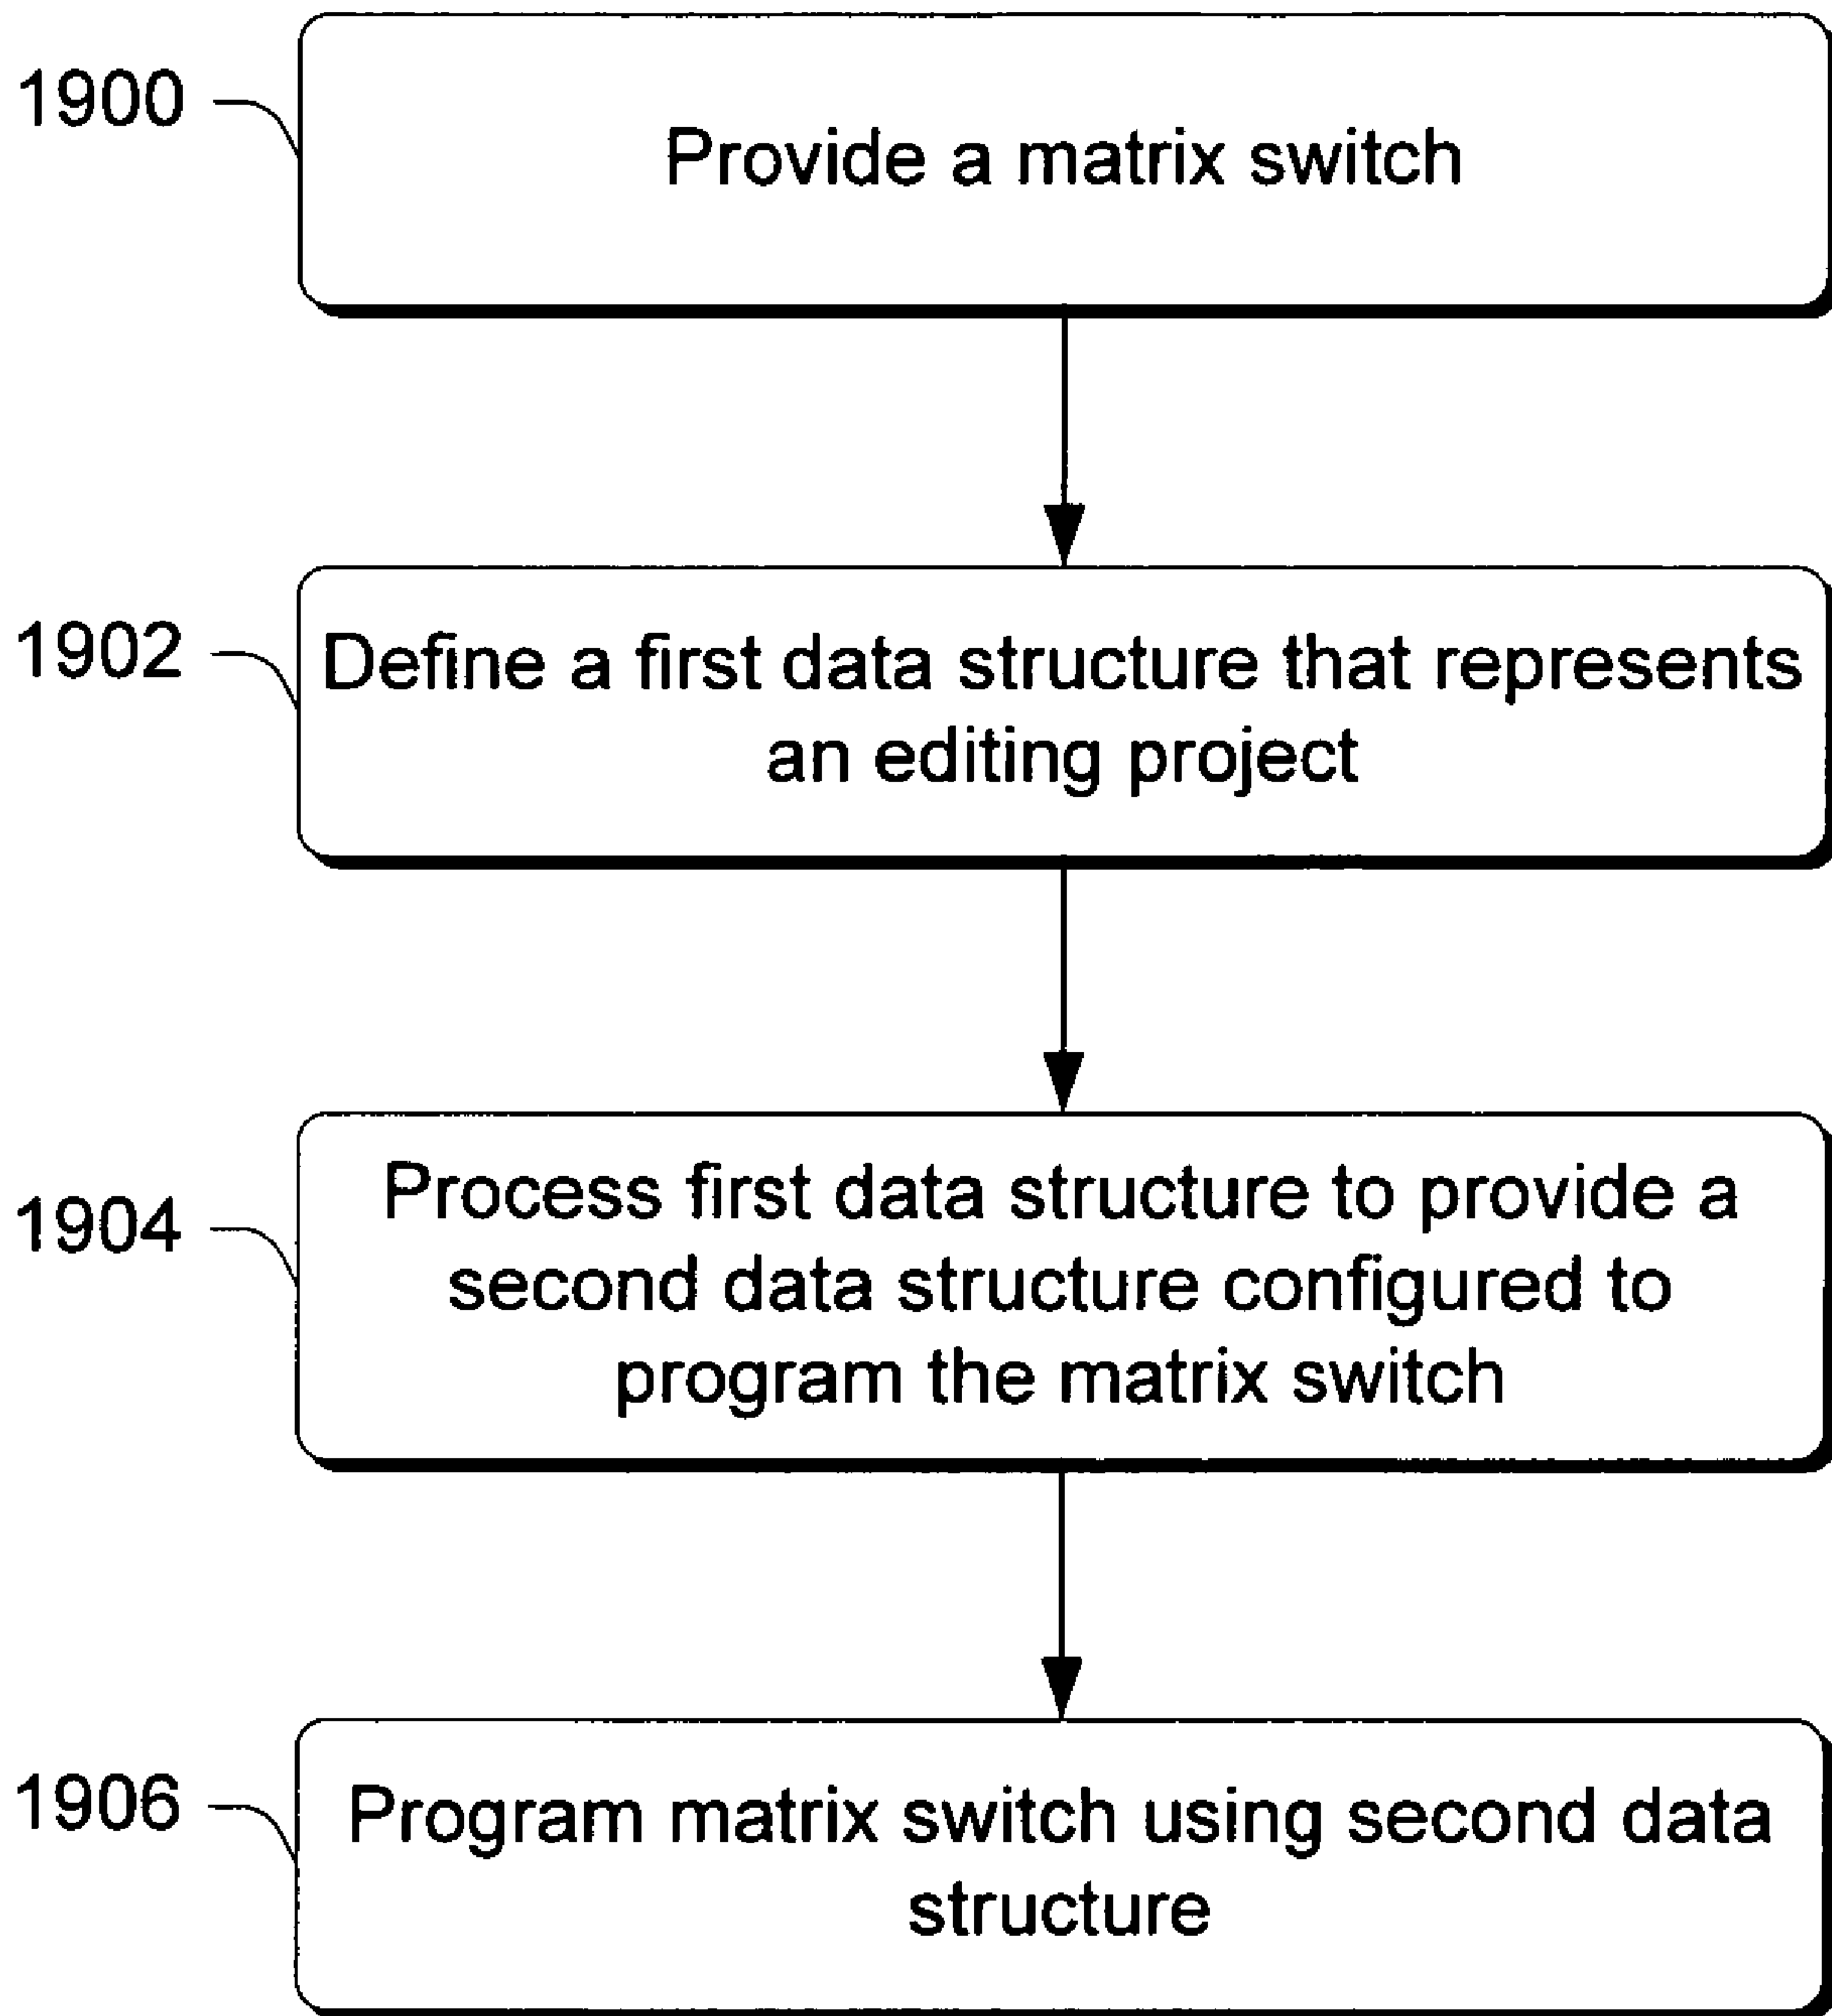 1900
Provide a matrix switch
1902
Define a first data structure that represents
an editing project
1904
Process first data structure to provide a
second data structure configured to
program the matrix switch
1906
Program matrix switch using second data
structure